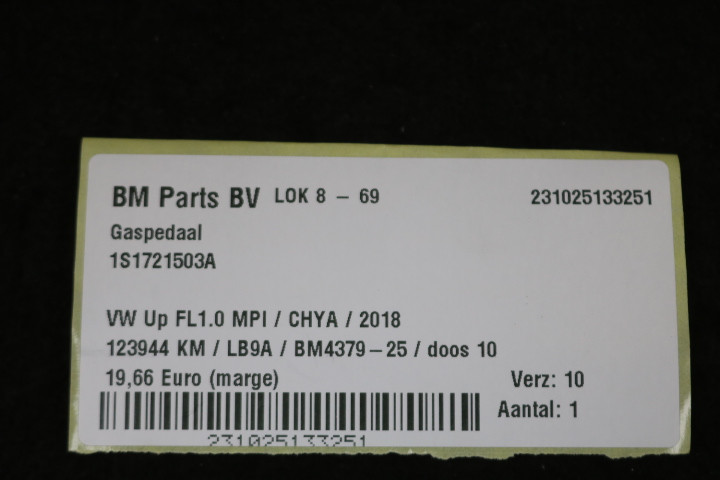 BM Parts BV LOK 8 – 69 231025133251
Gaspedaal
1S1721503A
VW Up FL1.0 MPI / CHYA / 2018
123944 KM / LB9A / BM4379–25 / doos 10
19,66 Euro (marge) Verz: 10
Aantal: 1
231025133251